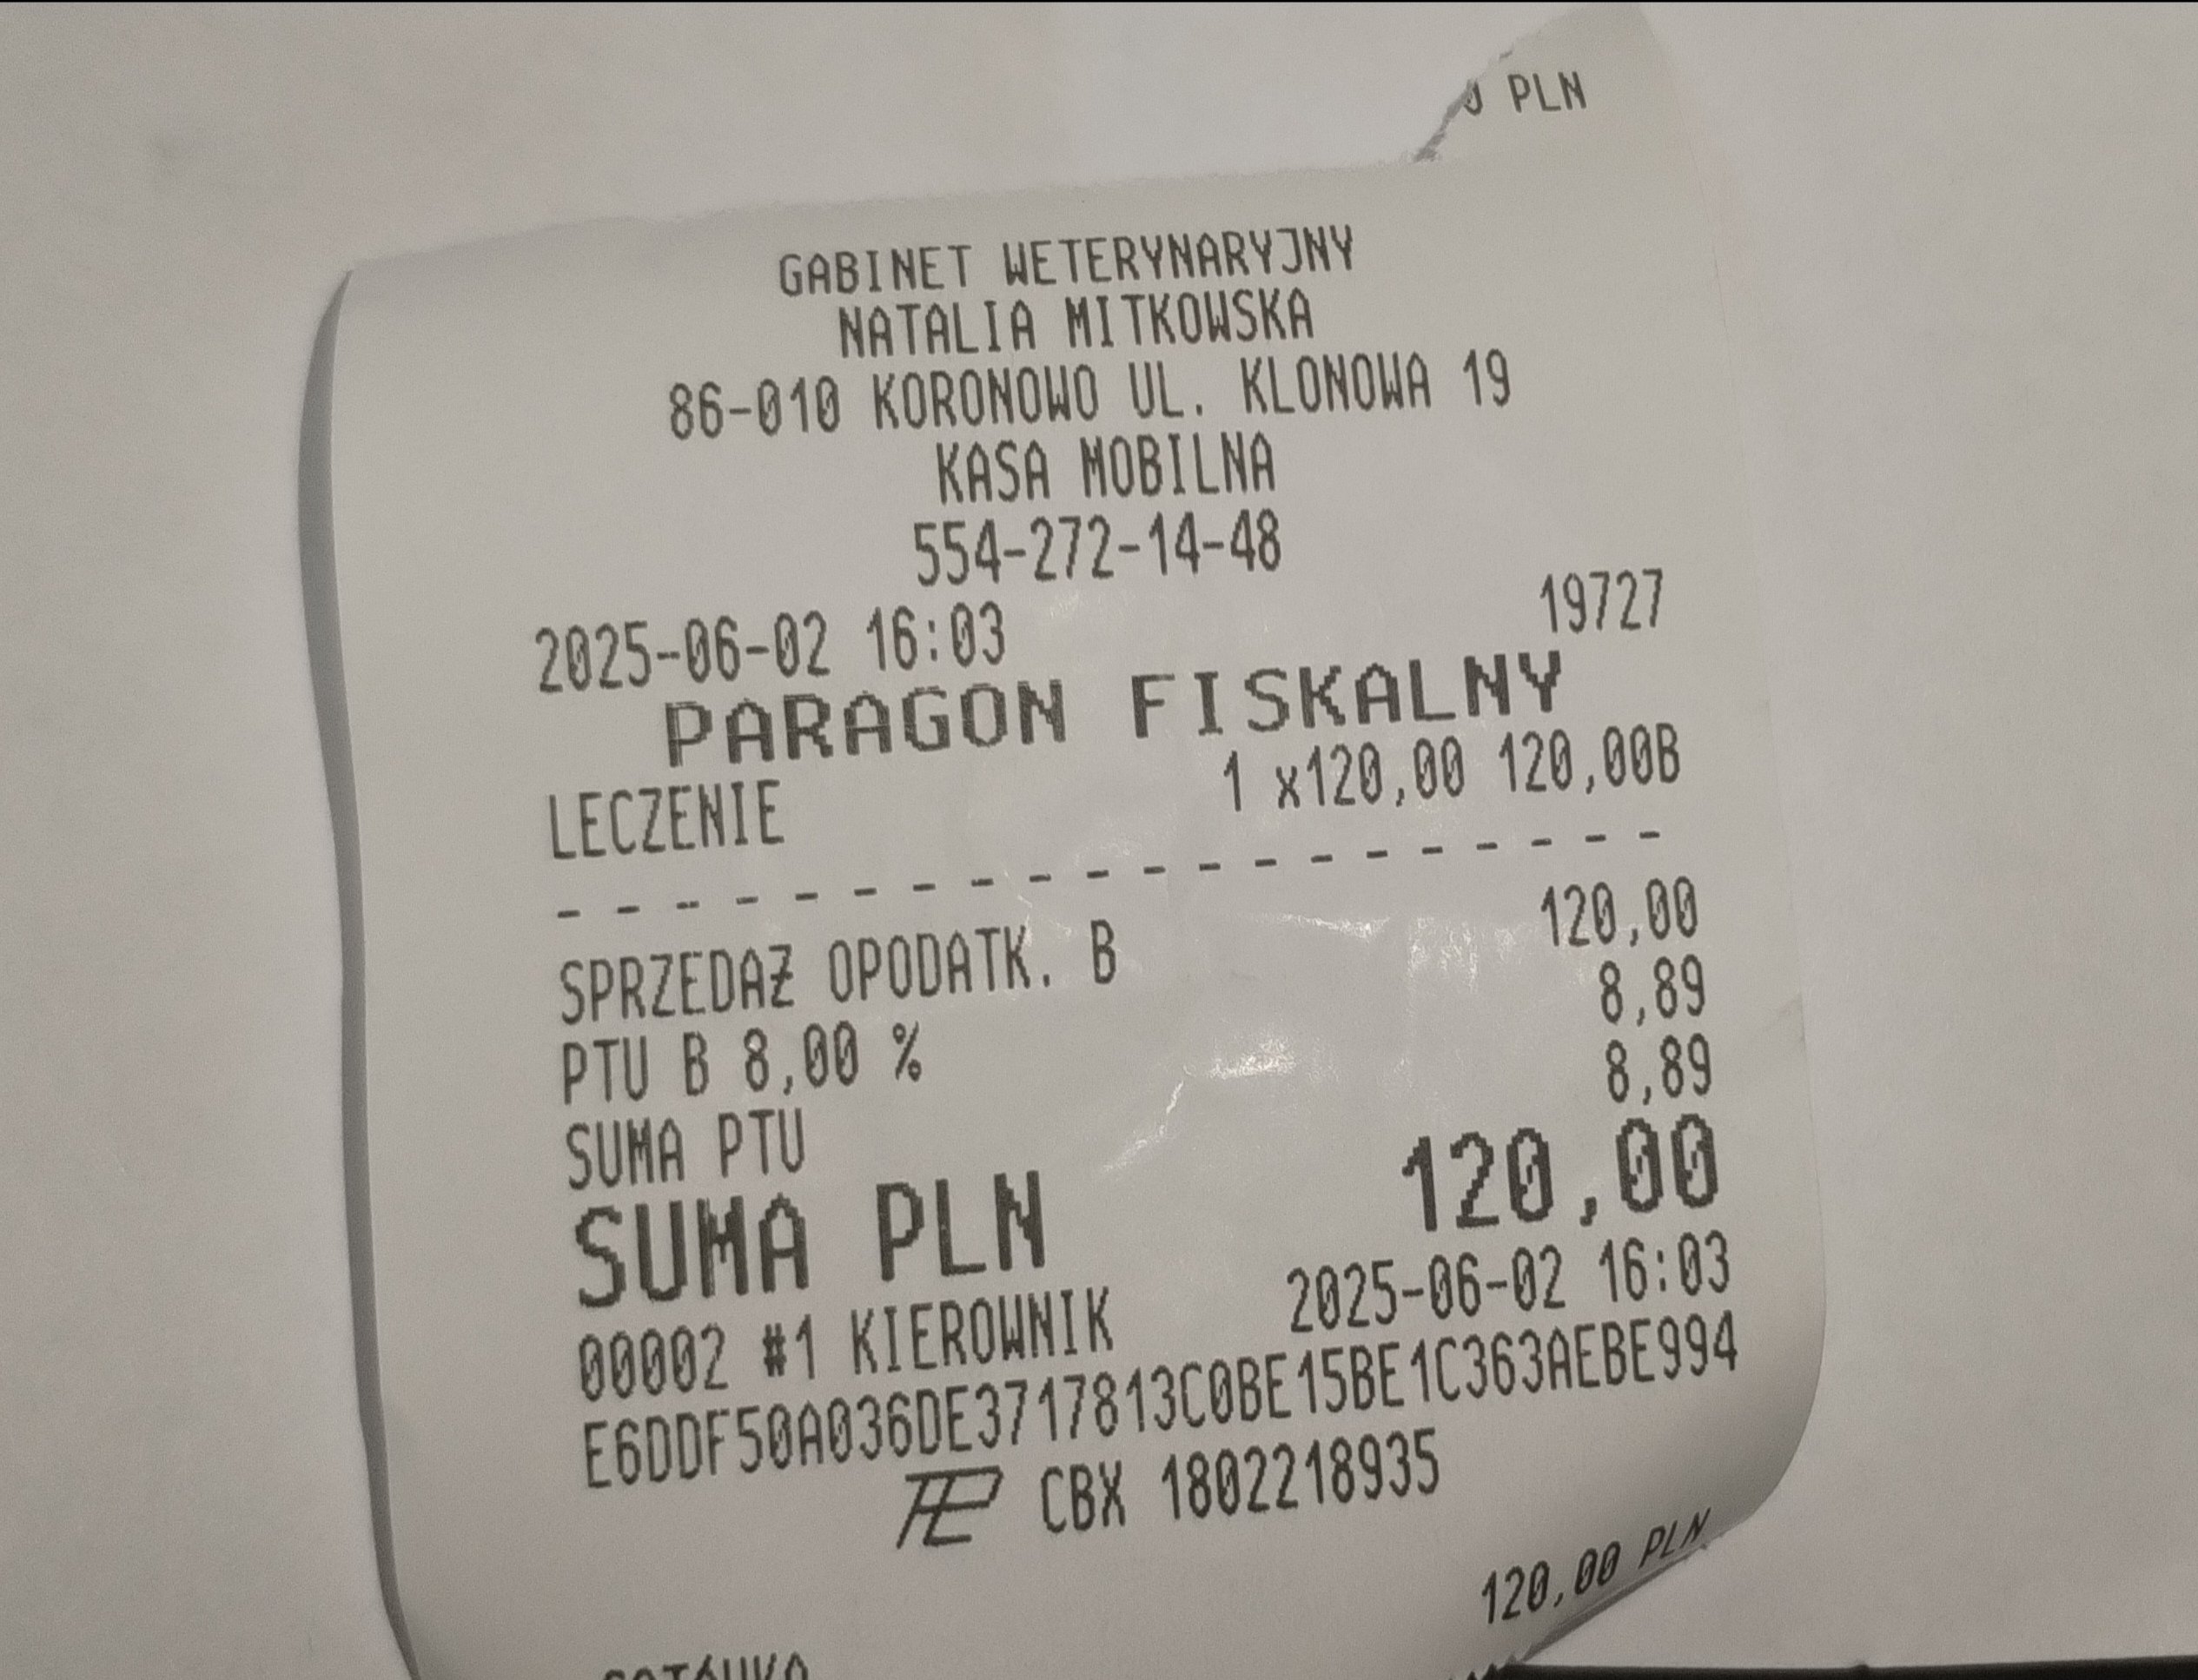 PLN
GABINET WETERYNARYJNY
NATALIA MITKOWSKA
86-010 KORONOWO UL. KLONOWA 19
KASA MOBILNA
554-272-14-48
2025-06-02 16:03 19727
PARAGON FISKALNY
LECZENIE 1 x120,00 120,00B
- - - - - - - - - - - - - - - - - - - -
SPRZEDAŻ OPODATK. B 120,00
PTU B 8,00 % 8,89
SUMA PTU 8,89
SUMA PLN 120,00
00002 #1 KIEROWNIK 2025-06-02 16:03
E6DDF50A036DE3717813C0BE15BE1C363AEBE994
CBX 1802218935
120,00 PLN